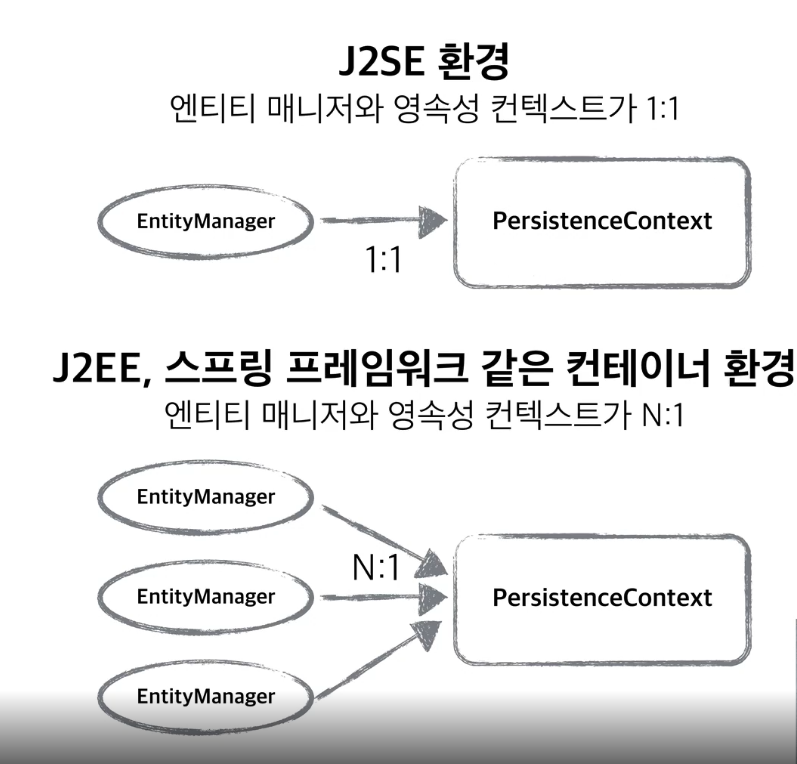 J2SE 환경
엔티티 매니저와 영속성 컨텍스트가 1:1
EntityManager
1:1
PersistenceContext
J2EE, 스프링 프레임워크 같은 컨테이너 환경
엔티티 매니저와 영속성 컨텍스트가 N:1
EntityManager
N:1
EntityManager
PersistenceContext
EntityManager